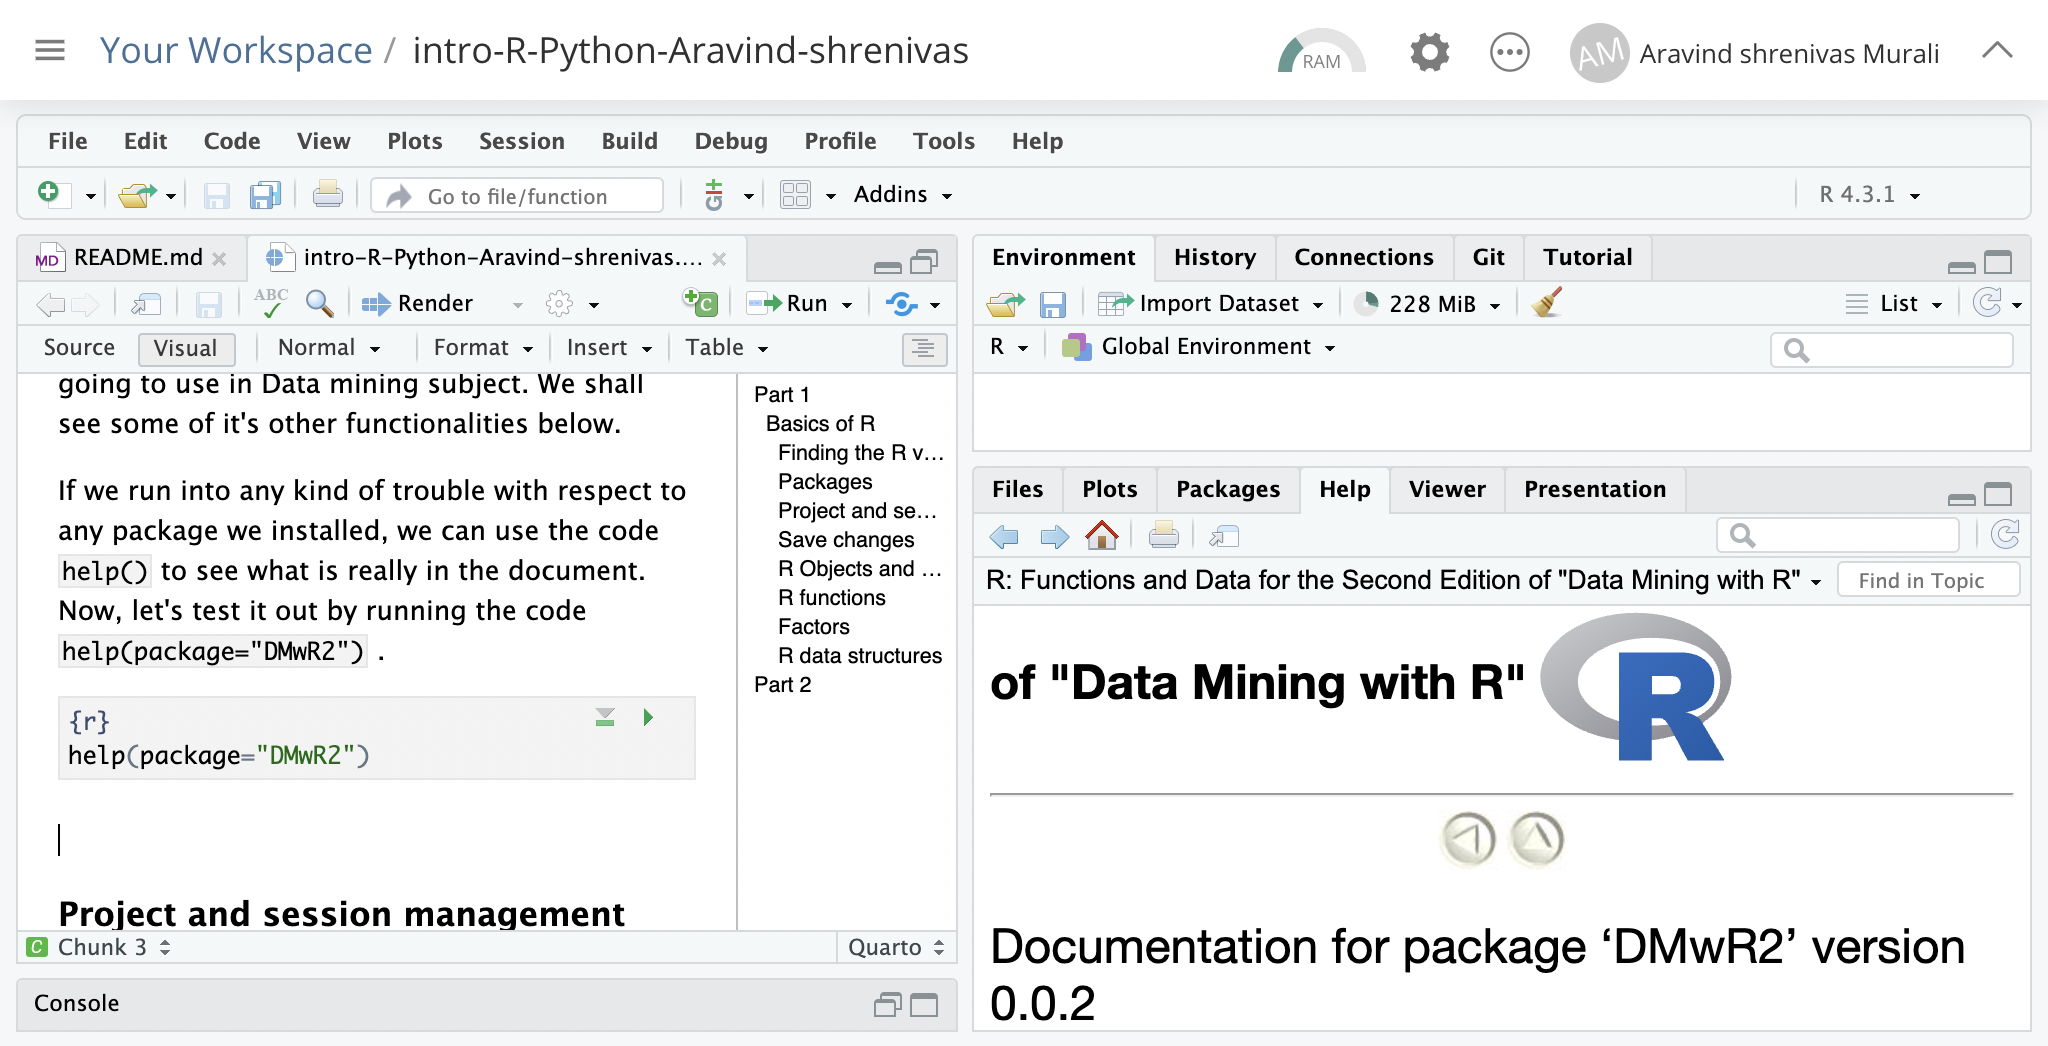 Your Workspace / intro-R-Python-Aravind-shrenivas
RAM
AM Aravind shrenivas Murali
File Edit Code View Plots Session Build Debug Profile Tools Help
Go to file/function
Addins
R 4.3.1
MD README.md
intro-R-Python-Aravind-shrenivas....
ABC
Render
C
Run
Source Visual Normal Format Insert Table
going to use in Data mining subject. We shall
see some of it's other functionalities below.
If we run into any kind of trouble with respect to
any package we installed, we can use the code
help() to see what is really in the document.
Now, let's test it out by running the code
help(package="DMwR2") .
{r}
help(package="DMwR2")
Project and session management
C Chunk 3
Quarto
Console
Part 1
Basics of R
Finding the R v...
Packages
Project and se...
Save changes
R Objects and ...
R functions
Factors
R data structures
Part 2
Environment History Connections Git Tutorial
Import Dataset
228 MiB
List
R Global Environment
Files Plots Packages Help Viewer Presentation
R: Functions and Data for the Second Edition of "Data Mining with R"
Find in Topic
of "Data Mining with R" R
Documentation for package ‘DMwR2’ version
0.0.2